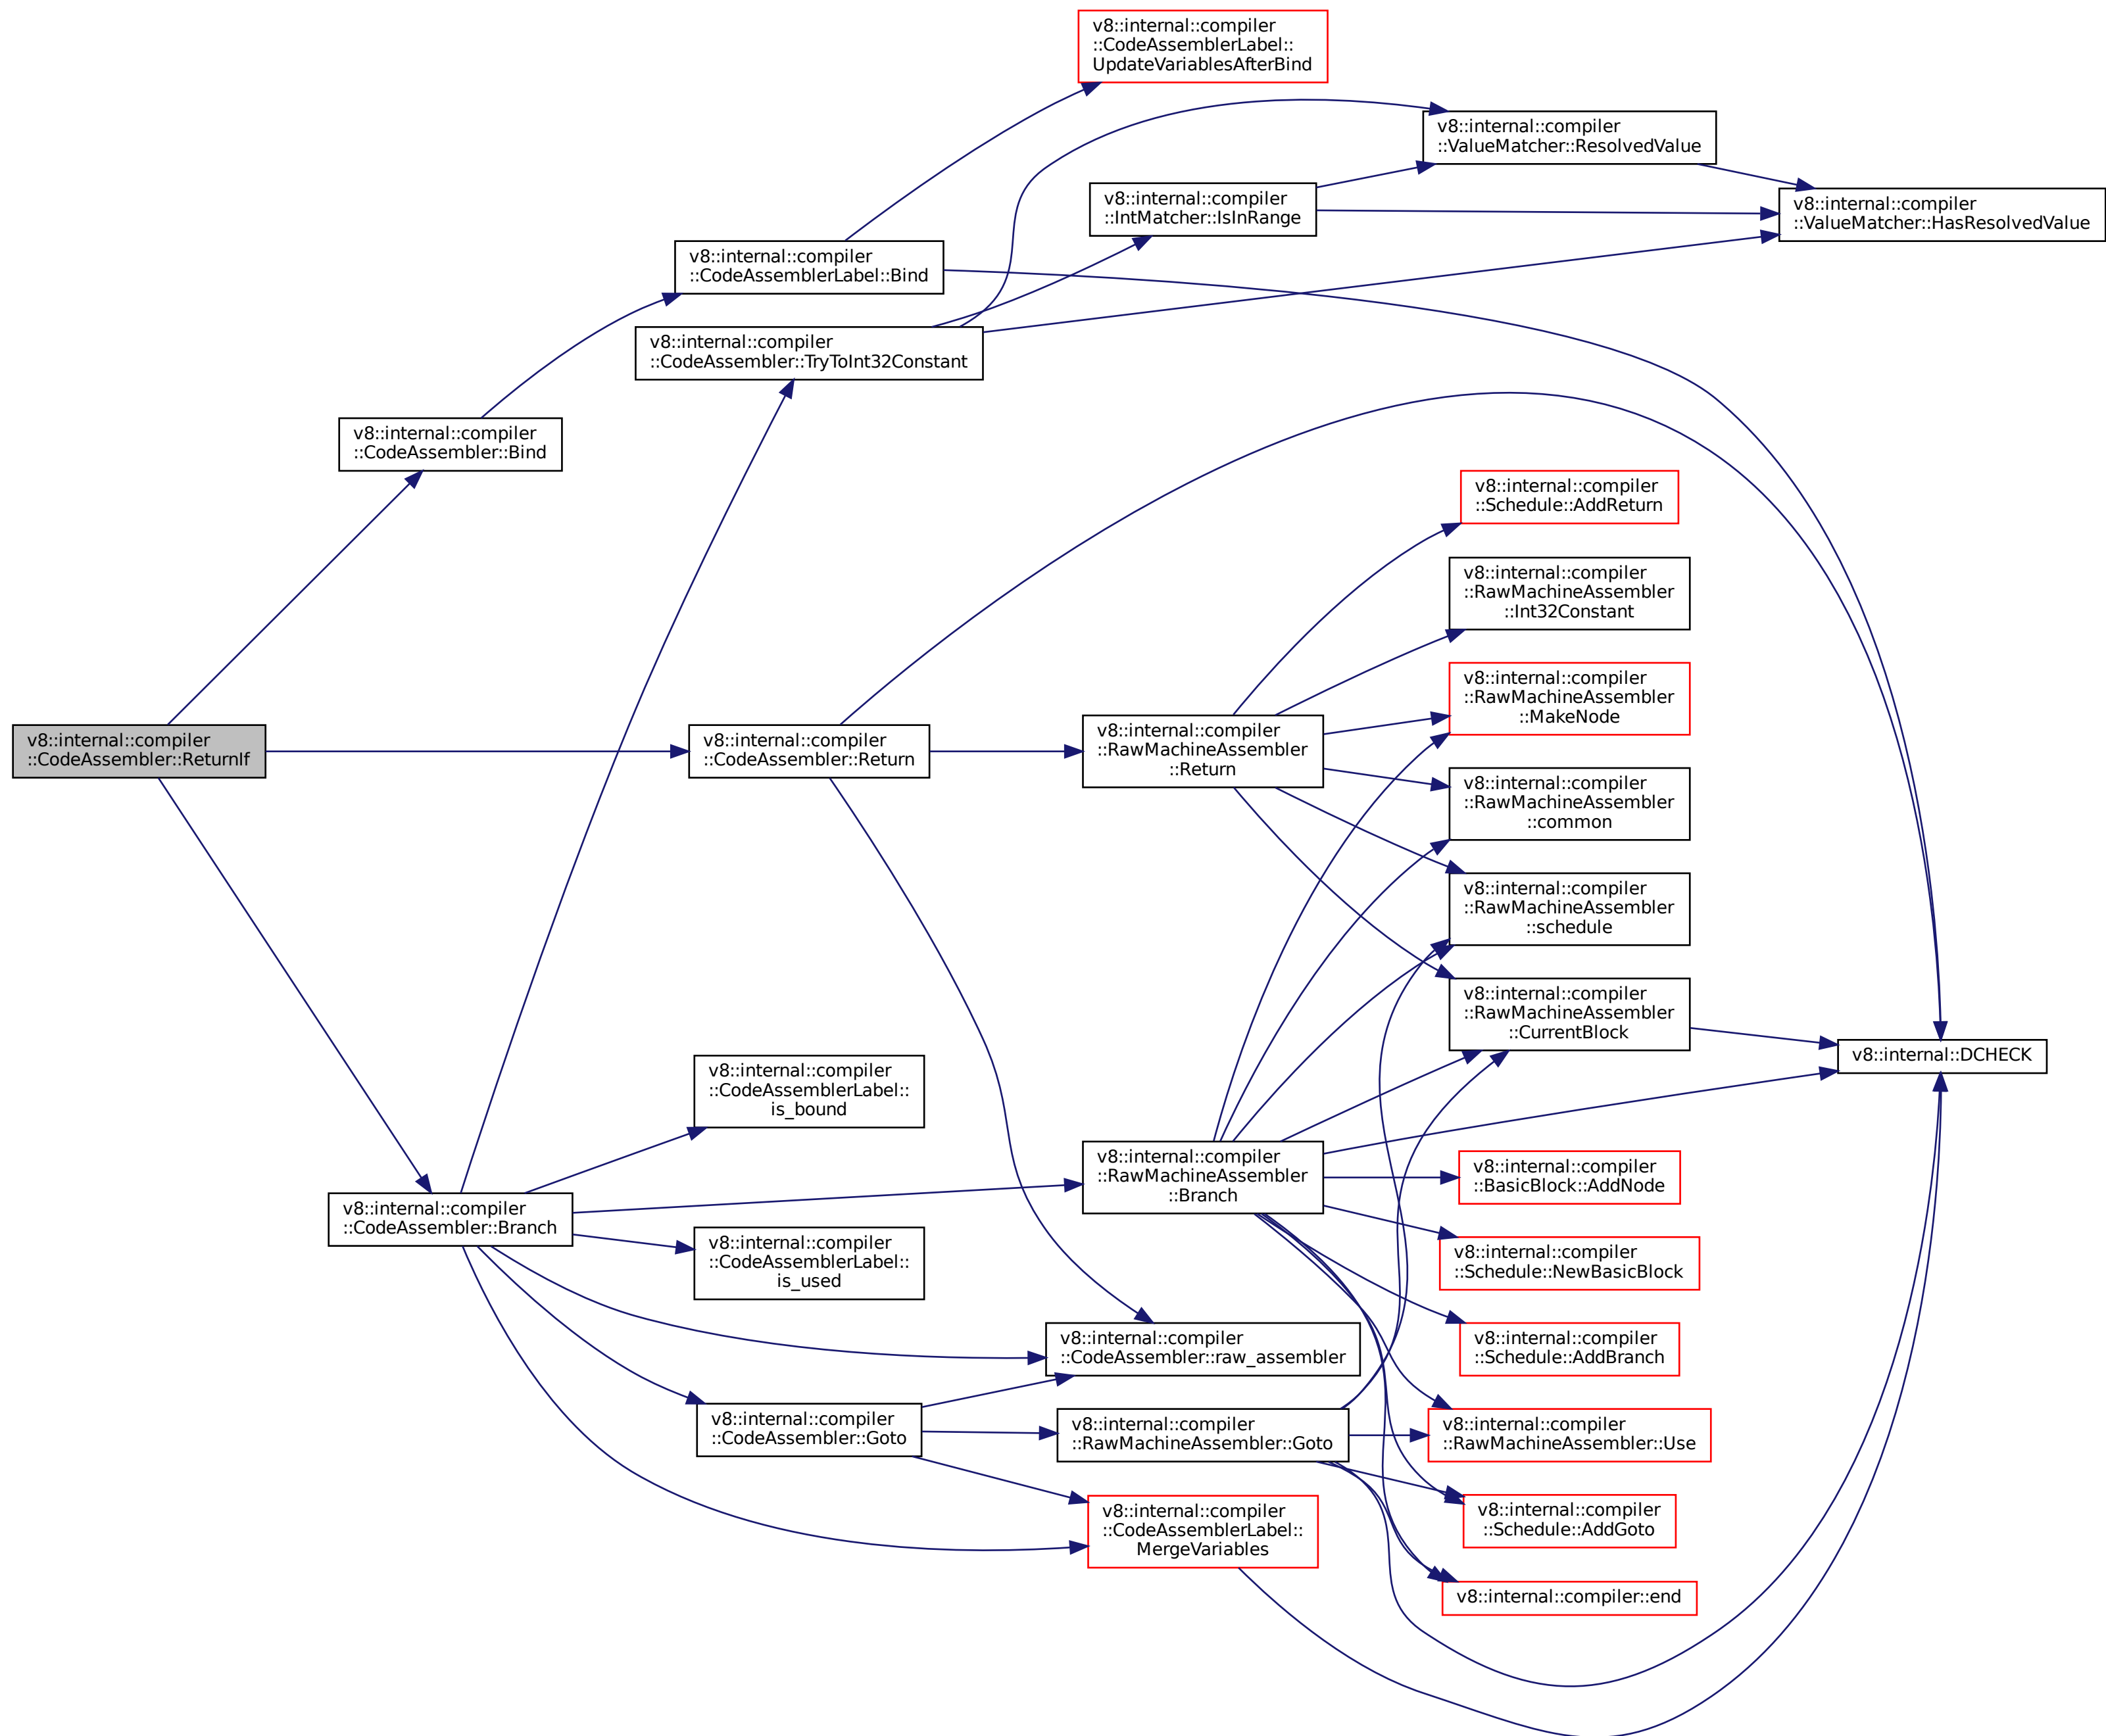 v8::internal::compiler
::CodeAssemblerLabel::
UpdateVariablesAfterBind
v8::internal::compiler
::ValueMatcher::ResolvedValue
v8::internal::compiler
::IntMatcher::IsInRange
v8::internal::compiler
::ValueMatcher::HasResolvedValue
v8::internal::compiler
::CodeAssemblerLabel::Bind
v8::internal::compiler
::CodeAssembler::TryToInt32Constant
v8::internal::compiler
::CodeAssembler::Bind
v8::internal::compiler
::Schedule::AddReturn
v8::internal::compiler
::RawMachineAssembler
::Int32Constant
v8::internal::compiler
::RawMachineAssembler
::MakeNode
v8::internal::compiler
::CodeAssembler::ReturnIf
v8::internal::compiler
::CodeAssembler::Return
v8::internal::compiler
::RawMachineAssembler
::Return
v8::internal::compiler
::RawMachineAssembler
::common
v8::internal::compiler
::RawMachineAssembler
::schedule
v8::internal::compiler
::RawMachineAssembler
::CurrentBlock
v8::internal::DCHECK
v8::internal::compiler
::CodeAssemblerLabel::
is_bound
v8::internal::compiler
::RawMachineAssembler
::Branch
v8::internal::compiler
::BasicBlock::AddNode
v8::internal::compiler
::CodeAssembler::Branch
v8::internal::compiler
::CodeAssemblerLabel::
is_used
v8::internal::compiler
::Schedule::NewBasicBlock
v8::internal::compiler
::CodeAssembler::raw_assembler
v8::internal::compiler
::Schedule::AddBranch
v8::internal::compiler
::CodeAssembler::Goto
v8::internal::compiler
::RawMachineAssembler::Goto
v8::internal::compiler
::RawMachineAssembler::Use
v8::internal::compiler
::CodeAssemblerLabel::
MergeVariables
v8::internal::compiler
::Schedule::AddGoto
v8::internal::compiler::end